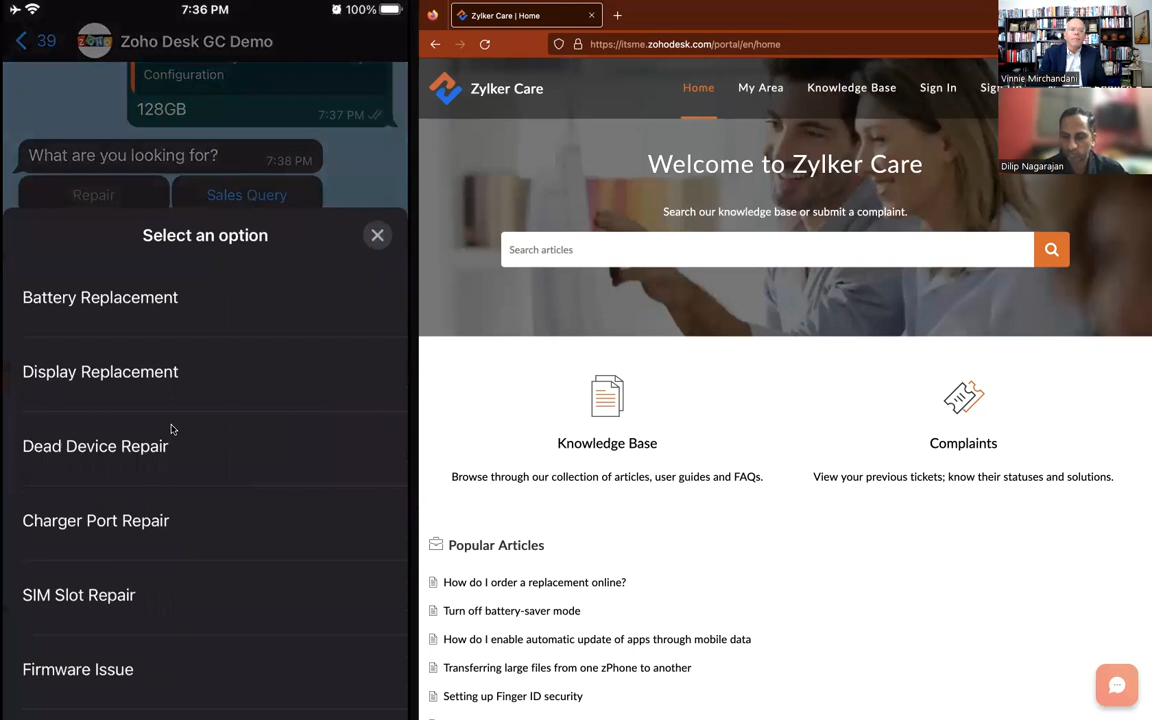 7:36 PM
100%
39
ZOHO
Zoho Desk GC Demo
Configuration
128GB
7:37 PM
What are you looking for?
7:38 PM
Repair
Sales Query
Select an option
Battery Replacement
Display Replacement
Dead Device Repair
Charger Port Repair
SIM Slot Repair
Firmware Issue
Zylker Care | Home
https://itsme.zohodesk.com/portal/en/home
Zylker Care
Home
My Area
Knowledge Base
Sign In
Welcome to Zylker Care
Search our knowledge base or submit a complaint.
Search articles
Knowledge Base
Browse through our collection of articles, user guides and FAQs.
Complaints
View your previous tickets; know their statuses and solutions.
Popular Articles
How do I order a replacement online?
Turn off battery-saver mode
How do I enable automatic update of apps through mobile data
Transferring large files from one zPhone to another
Setting up Finger ID security
Vinnie Mirchandani
Dilip Nagarajan